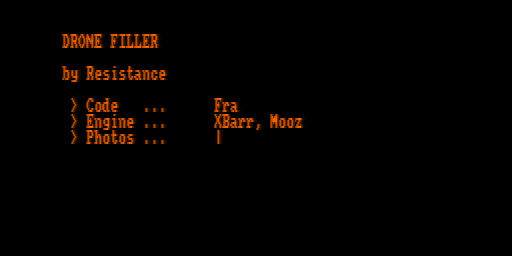 DRONE FILLER
by Resistance
> Code ... Fra
> Engine ... XBarr, Mooz
> Photos ... |